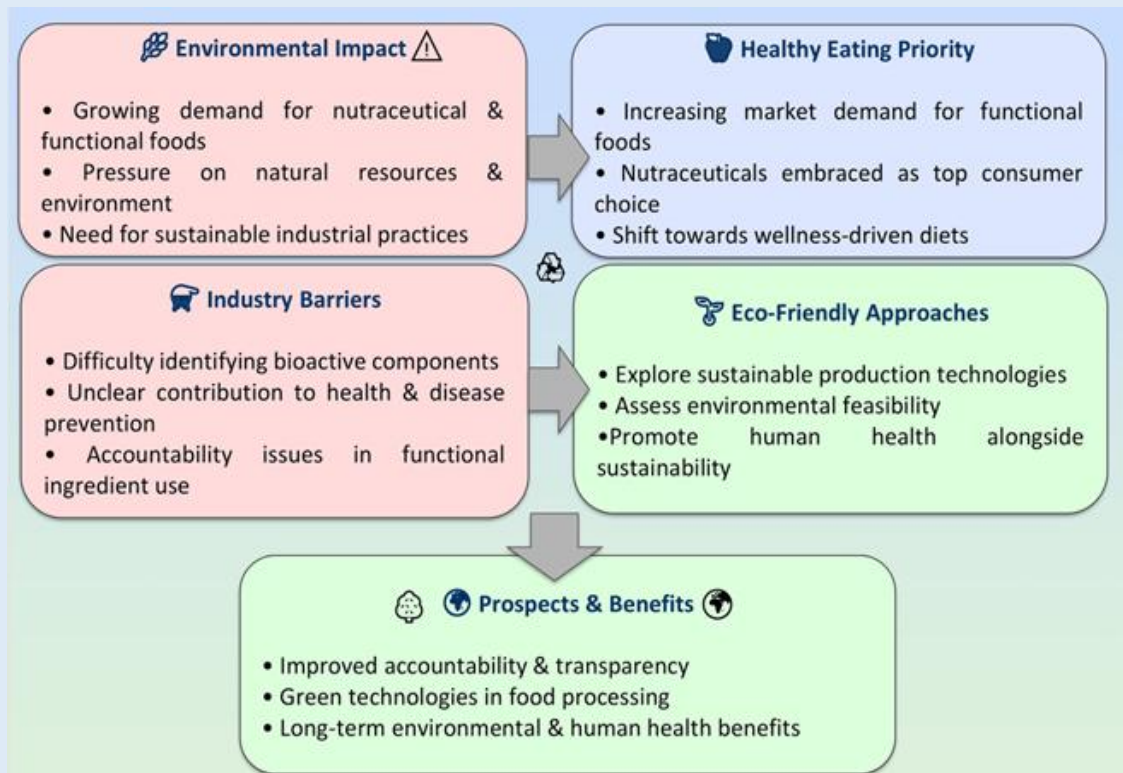 Environmental Impact
• Growing demand for nutraceutical &
functional foods
• Pressure on natural resources &
environment
• Need for sustainable industrial practices
Healthy Eating Priority
• Increasing market demand for functional
foods
• Nutraceuticals embraced as top consumer
choice
• Shift towards wellness-driven diets
Industry Barriers
• Difficulty identifying bioactive components
• Unclear contribution to health & disease
prevention
• Accountability issues in functional
ingredient use
Eco-Friendly Approaches
• Explore sustainable production technologies
• Assess environmental feasibility
•Promote human health alongside
sustainability
Prospects & Benefits
• Improved accountability & transparency
• Green technologies in food processing
• Long-term environmental & human health benefits